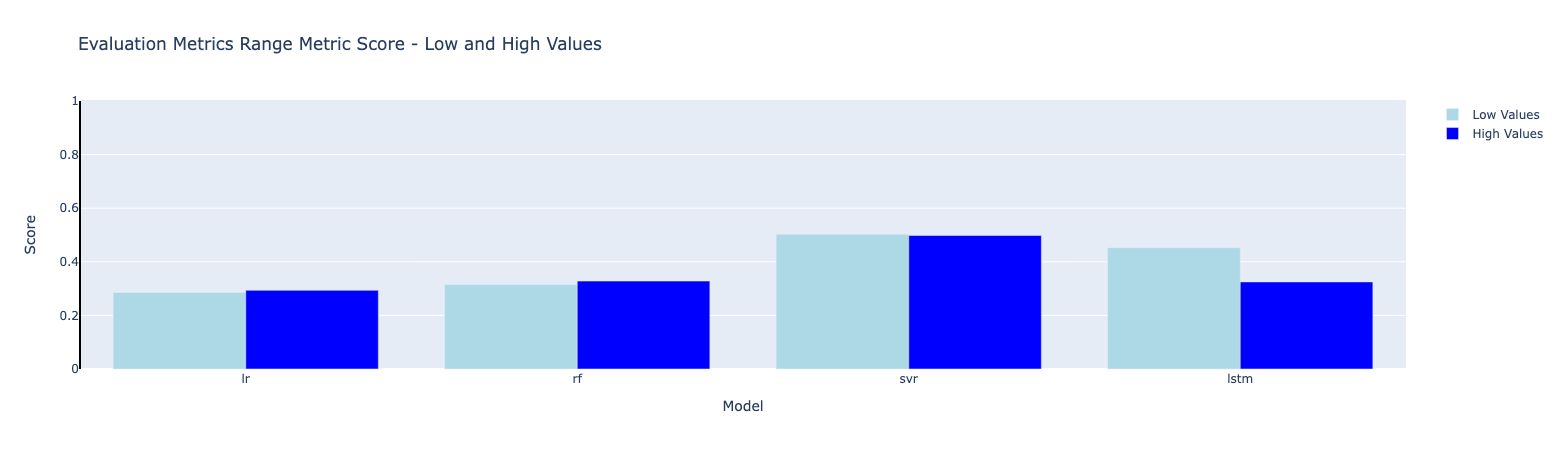 Evaluation Metrics Range Metric Score - Low and High Values
1
0.8
0.6
0.4
0.2
0
Score
lr
rf
svr
lstm
Model
Low Values
High Values